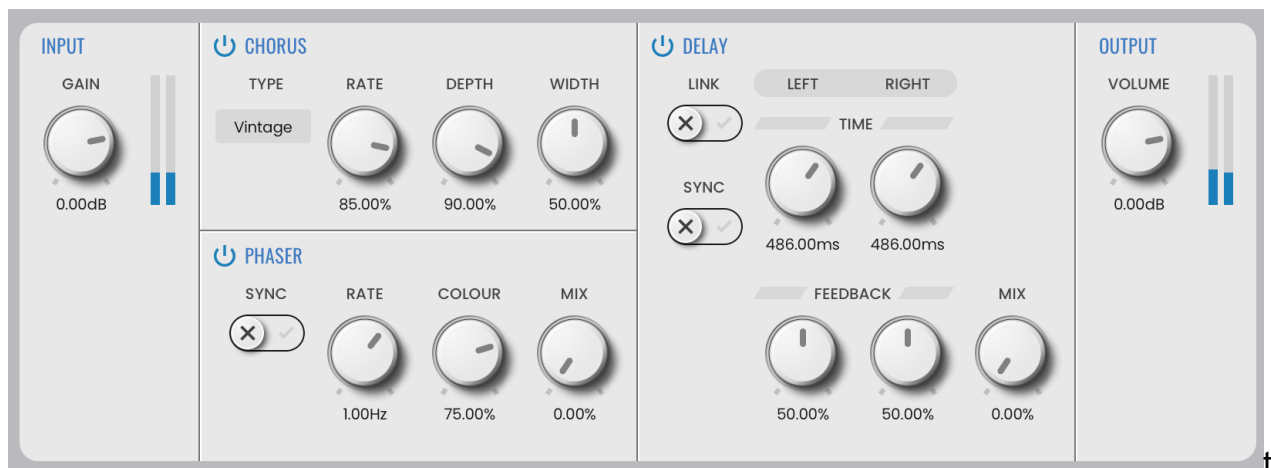 INPUT
GAIN
0.00dB
CHORUS
TYPE
RATE
DEPTH
WIDTH
Vintage
85.00%
90.00%
50.00%
PHASER
SYNC
RATE
COLOUR
MIX
1.00Hz
75.00%
0.00%
DELAY
LINK
LEFT
RIGHT
TIME
SYNC
486.00ms
486.00ms
FEEDBACK
MIX
50.00%
50.00%
0.00%
OUTPUT
VOLUME
0.00dB
t